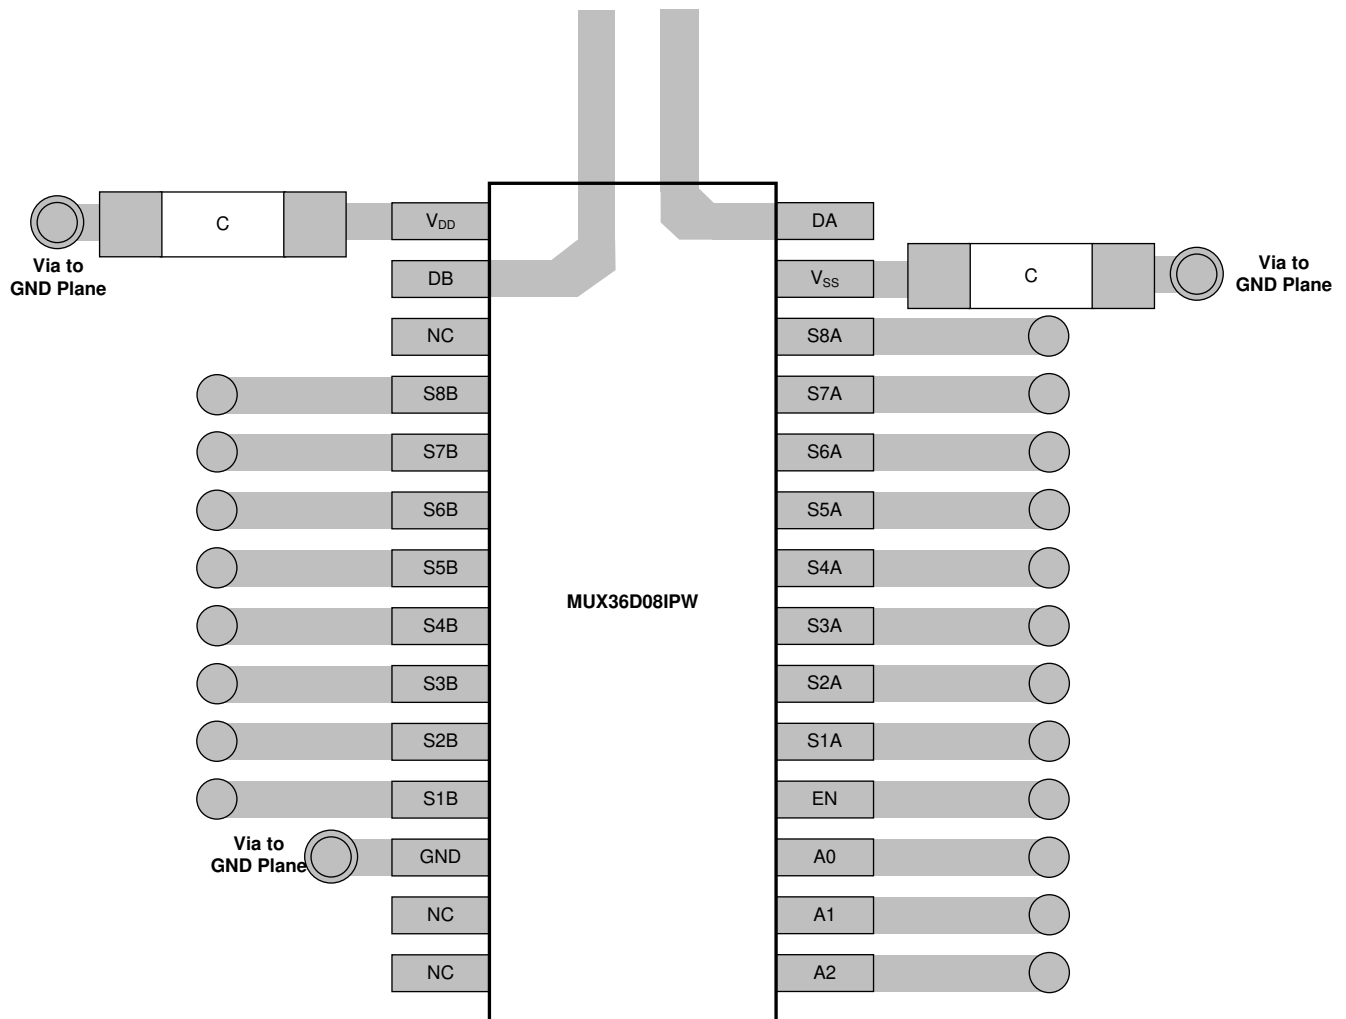 V_DD
DB
NC
S8B
S7B
S6B
S5B
S4B
S3B
S2B
S1B
GND
NC
NC
C
Via to
GND Plane
Via to
GND Plane
MUX36D08IPW
DA
V_SS
S8A
S7A
S6A
S5A
S4A
S3A
S2A
S1A
EN
A0
A1
A2
C
Via to
GND Plane